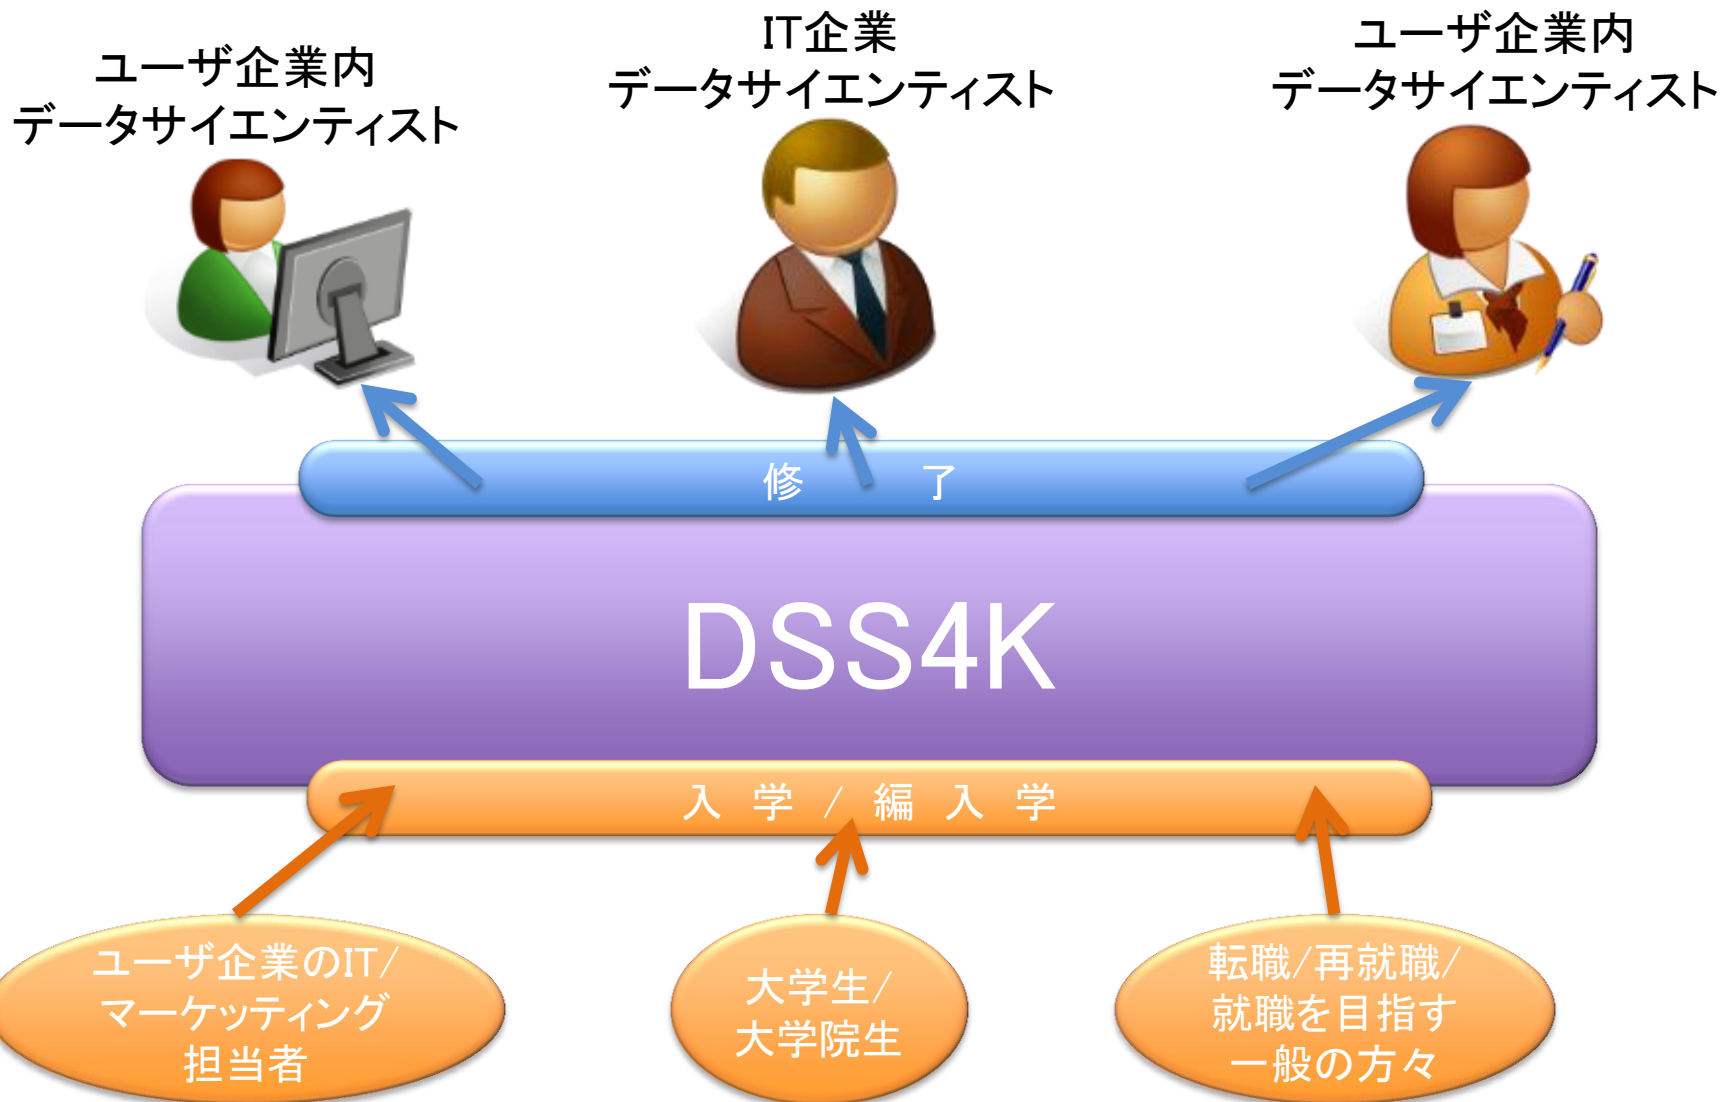 ユーザ企業内
データサイエンティスト
IT企業
データサイエンティスト
ユーザ企業内
データサイエンティスト
修　　了
DSS4K
入 学 / 編 入 学
ユーザ企業のIT/
マーケッティング
担当者
大学生/
大学院生
転職/再就職/
就職を目指す
一般の方々